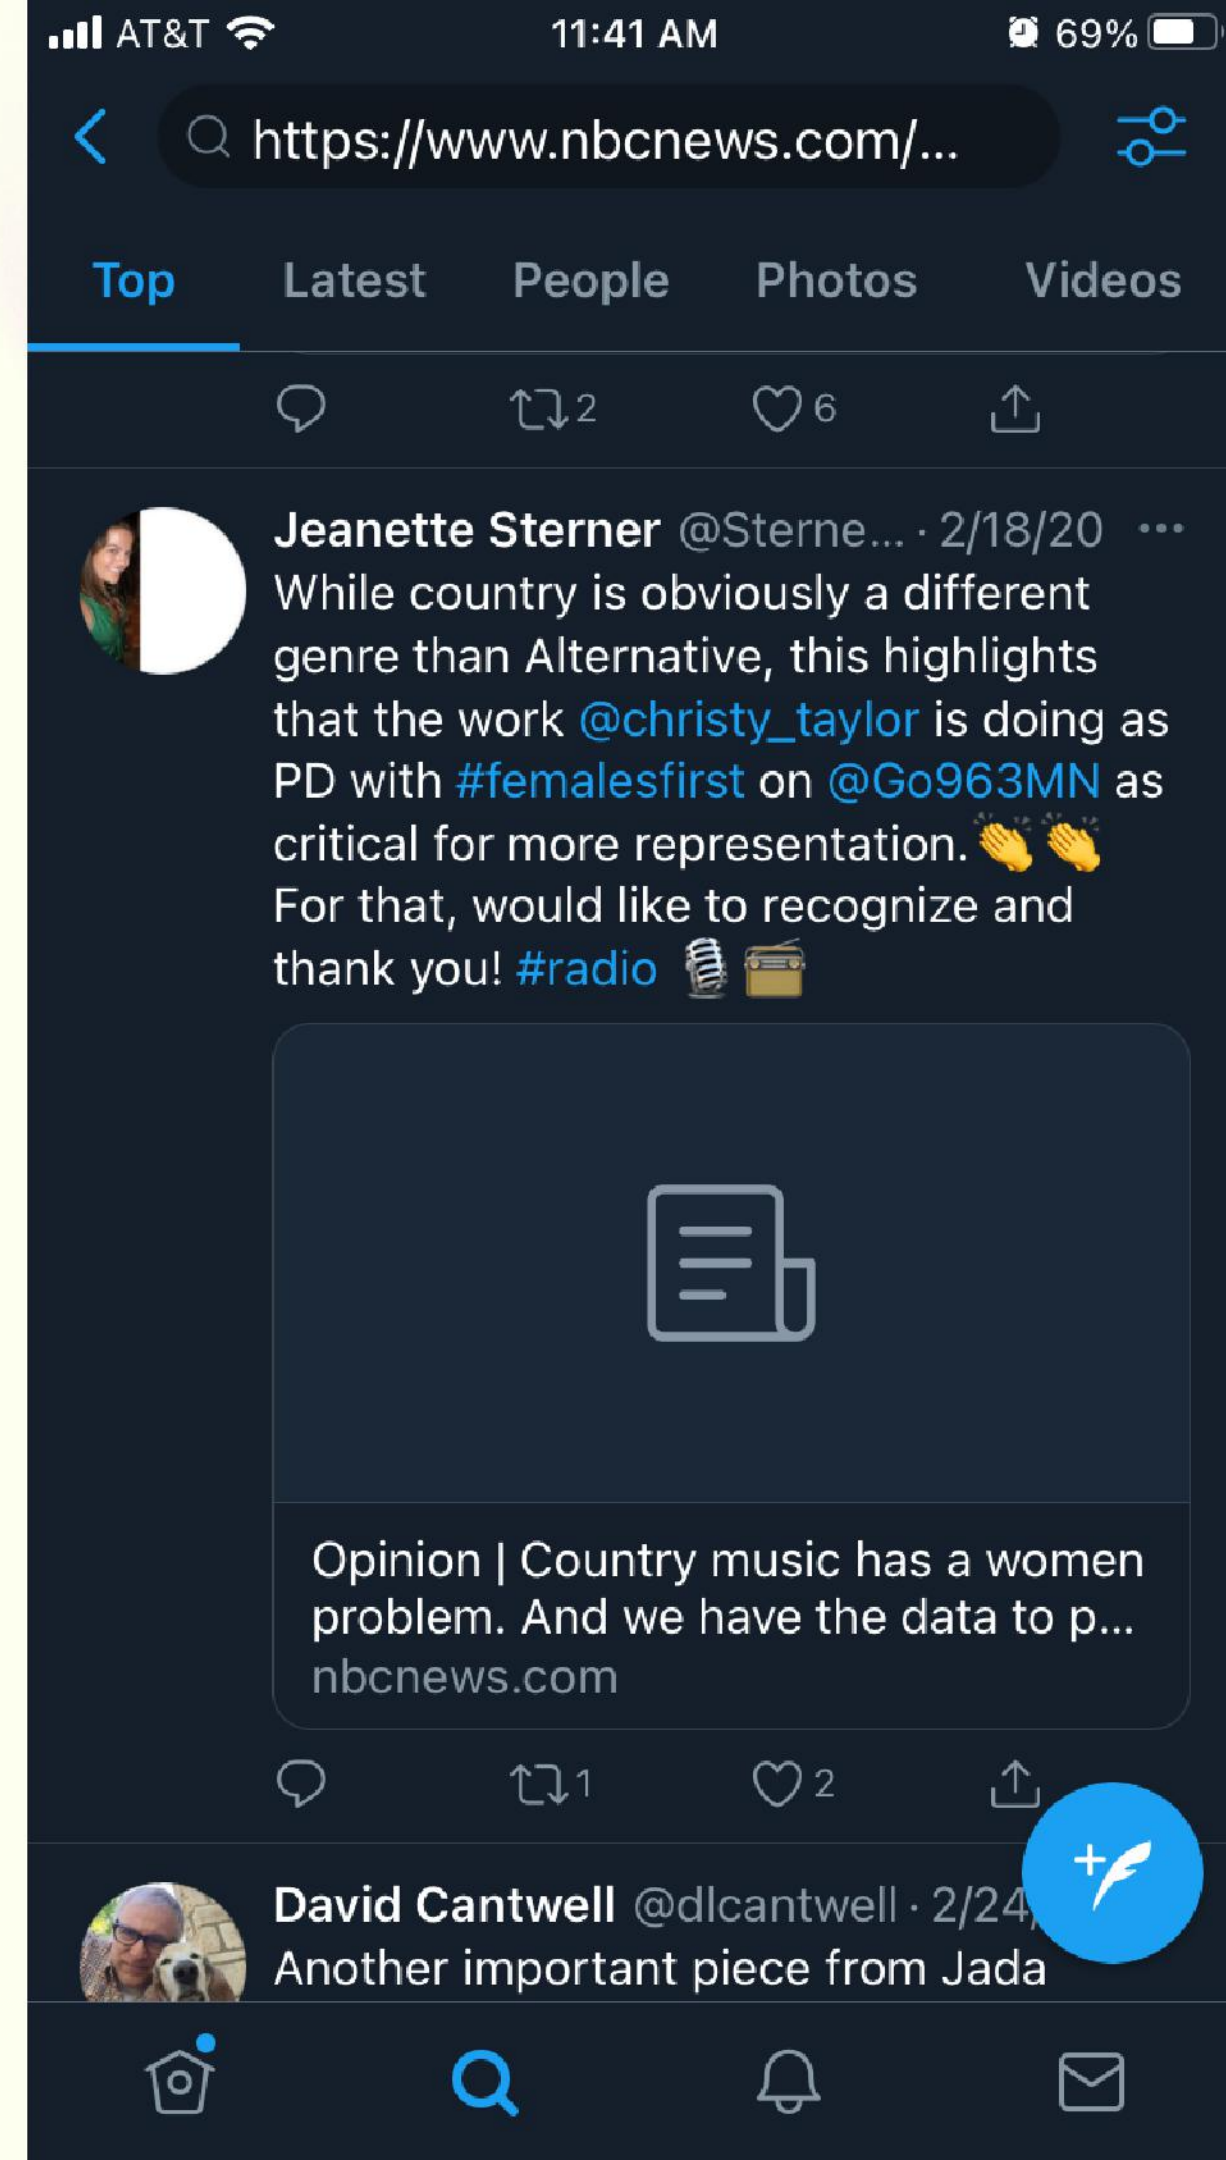 AT&T 11:41 AM 69%
https://www.nbcnews.com/...
Top Latest People Photos Videos
2 6
Jeanette Sterner @Sterne... · 2/18/20
While country is obviously a different
genre than Alternative, this highlights
that the work @christy_taylor is doing as
PD with #femalesfirst on @Go963MN as
critical for more representation. 👏👏
For that, would like to recognize and
thank you! #radio 🎙📻
Opinion | Country music has a women
problem. And we have the data to p...
nbcnews.com
1 2
David Cantwell @dlcantwell · 2/24
Another important piece from Jada